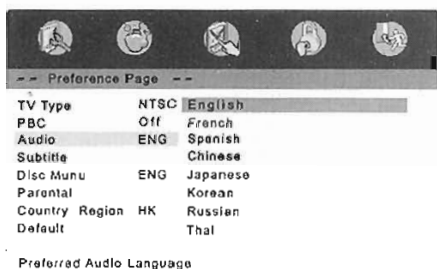 -- Preference Page --
TV Type NTSC English
PBC Off French
Audio ENG Spanish
Subtitle Chinese
Disc Munu ENG Japanese
Parental Korean
Country Region HK Russian
Default Thai
Preferred Audio Language